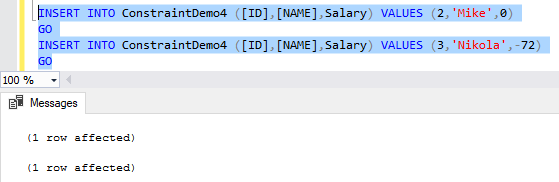 INSERT INTO ConstraintDemo4 ([ID],[NAME],Salary) VALUES (2,'Mike',0)
GO
INSERT INTO ConstraintDemo4 ([ID],[NAME],Salary) VALUES (3,'Nikola',-72)
GO
100 %
Messages
(1 row affected)
(1 row affected)